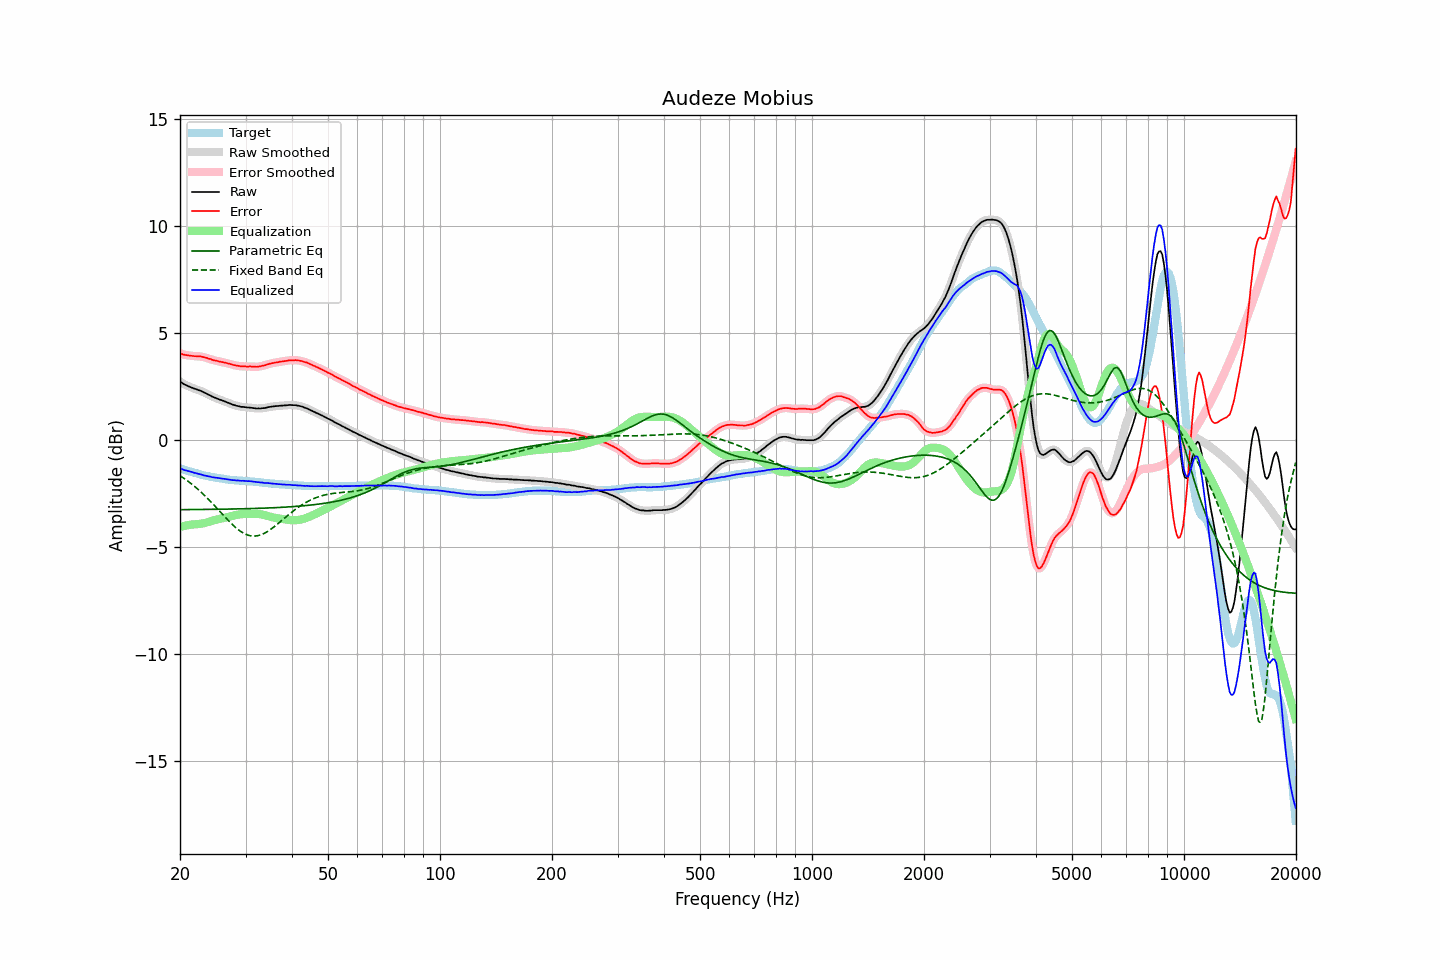 Audeze Mobius
Target
Raw Smoothed
Error Smoothed
Raw
Error
Equalization
Parametric Eq
Fixed Band Eq
Equalized
15
10
5
0
−5
−10
−15
Amplitude (dBr)
20 50 100 200 500 1000 2000 5000 10000 20000
Frequency (Hz)